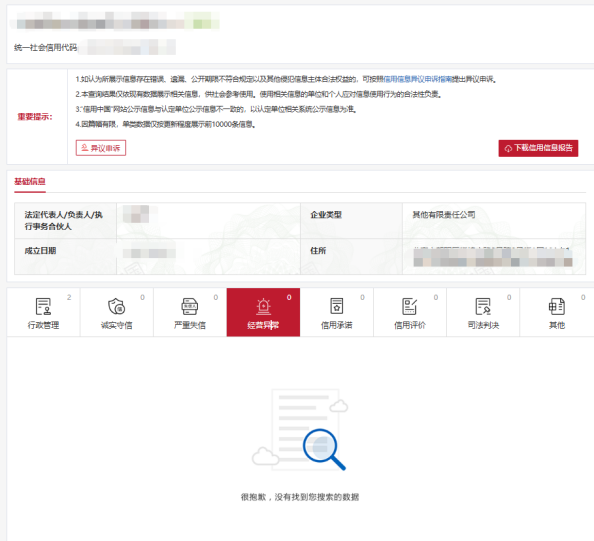 统一社会信用代码
重要提示：
1.如认为所展示信息存在错误、遗漏、公开期限不符合规定以及其他侵犯信息主体合法权益的，可按照信用信息异议申诉指南提出异议申诉。
2.本查询结果仅依现有数据展示相关信息，供社会参考使用。使用相关信息的单位和个人应对信息使用行为的合法性负责。
3."信用中国"网站公示信息与认定单位公示信息不一致的，以认定单位相关系统公示信息为准。
4.因篇幅有限，单类数据仅按更新程度展示前10000条信息。
异议申诉
下载信用信息报告
基础信息
法定代表人/负责人/执行事务合伙人
企业类型
其他有限责任公司
成立日期
住所
2
行政管理
0
诚实守信
0
严重失信
0
经营异常
0
信用承诺
0
信用评价
0
司法判决
0
其他
很抱歉，没有找到您搜索的数据